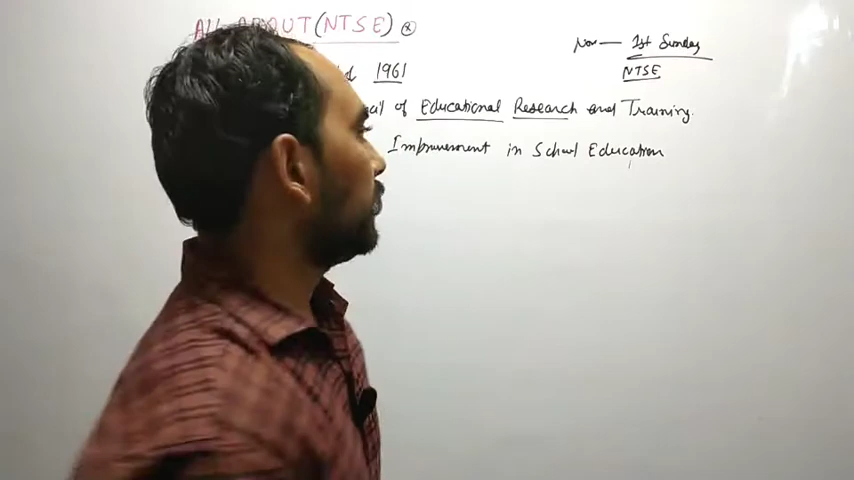 ALL ABOUT (NTSE)
Nov — 1st Sunday
NTSE
1961
of Educational Research and Training.
Improvement in School Education